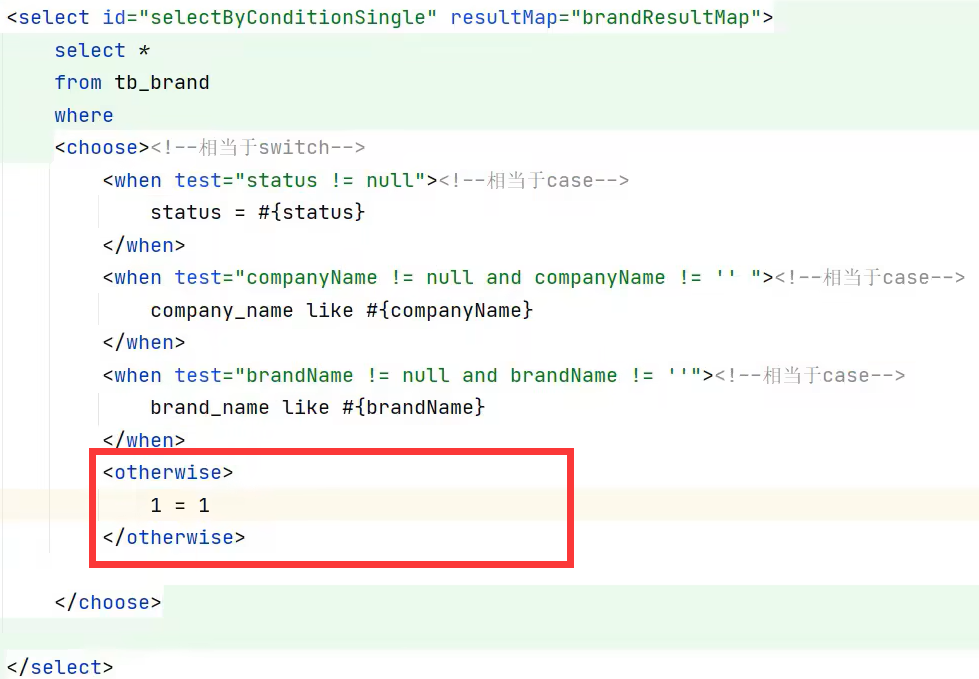 <select id="selectByConditionSingle" resultMap="brandResultMap">
select *
from tb_brand
where
<choose><!--相当于switch-->
<when test="status != null"><!--相当于case-->
status = #{status}
</when>
<when test="companyName != null and companyName != '' "><!--相当于case-->
company_name like #{companyName}
</when>
<when test="brandName != null and brandName != ''"><!--相当于case-->
brand_name like #{brandName}
</when>
<otherwise>
1 = 1
</otherwise>
</choose>
</select>